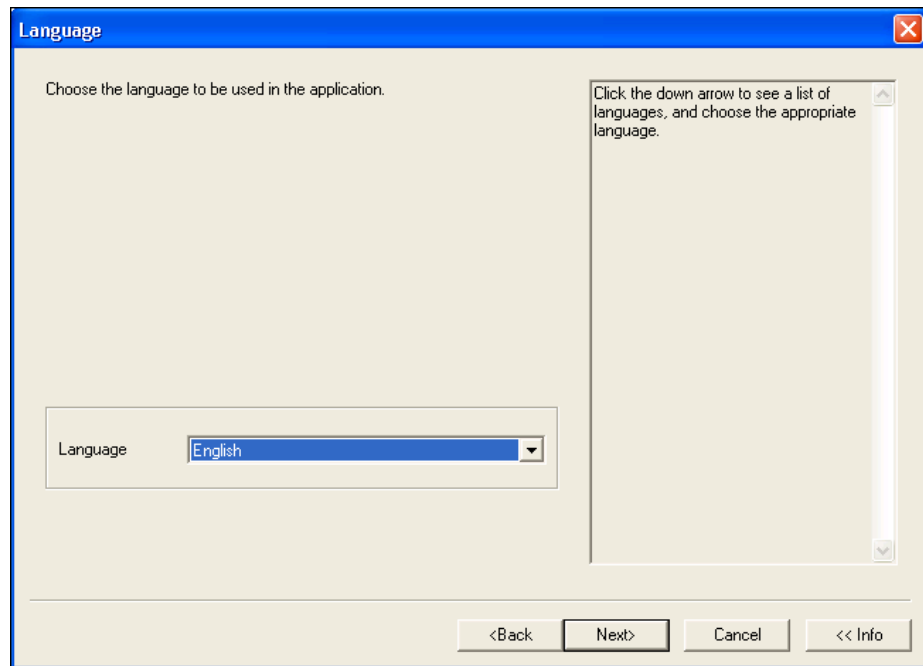 Language
Choose the language to be used in the application.
Click the down arrow to see a list of
languages, and choose the appropriate
language.
Language
English
<Back
Next>
Cancel
<< Info